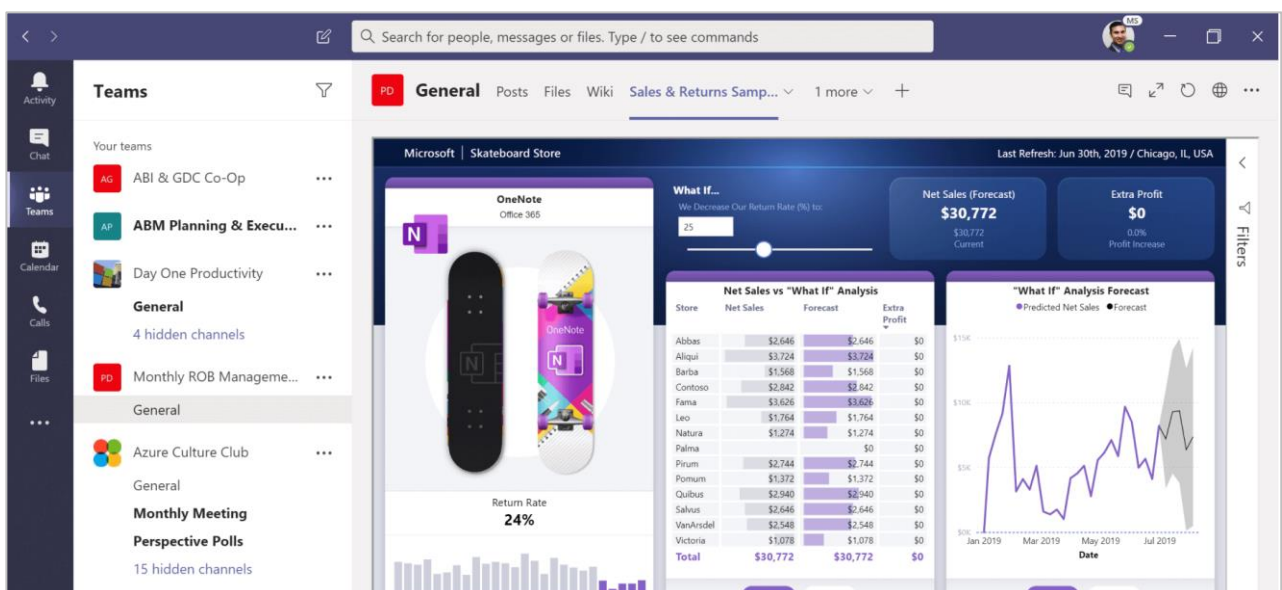 MS
Search for people, messages or files. Type / to see commands
Activity
Chat
Teams
Calendar
Calls
Files
Teams
Your teams
AG ABI & GDC Co-Op
AP ABM Planning & Execu...
Day One Productivity
General
4 hidden channels
PD Monthly ROB Manageme...
General
Azure Culture Club
General
Monthly Meeting
Perspective Polls
15 hidden channels
PD General Posts Files Wiki Sales & Returns Samp... 1 more
Microsoft | Skateboard Store
Last Refresh: Jun 30th, 2019 / Chicago, IL, USA
OneNote
Office 365
N
OneNote
N
N
Return Rate
24%
What If...
We Decrease Our Return Rate (%) to:
25
Net Sales (Forecast)
$30,772
$30,772
Current
Extra Profit
$0
0.0%
Profit Increase
Filters
Net Sales vs "What If" Analysis
Store Net Sales Forecast Extra Profit
Abbas $2,646 $2,646 $0
Aliqui $3,724 $3,724 $0
Barba $1,568 $1,568 $0
Contoso $2,842 $2,842 $0
Fama $3,626 $3,626 $0
Leo $1,764 $1,764 $0
Natura $1,274 $1,274 $0
Palma $0 $0
Pirum $2,744 $2,744 $0
Pomum $1,372 $1,372 $0
Quibus $2,940 $2,940 $0
Salvus $2,646 $2,646 $0
VanArsdel $2,548 $2,548 $0
Victoria $1,078 $1,078 $0
Total $30,772 $30,772 $0
"What If" Analysis Forecast
Predicted Net Sales Forecast
$15K
$10K
$5K
$0K
Jan 2019 Mar 2019 May 2019 Jul 2019
Date